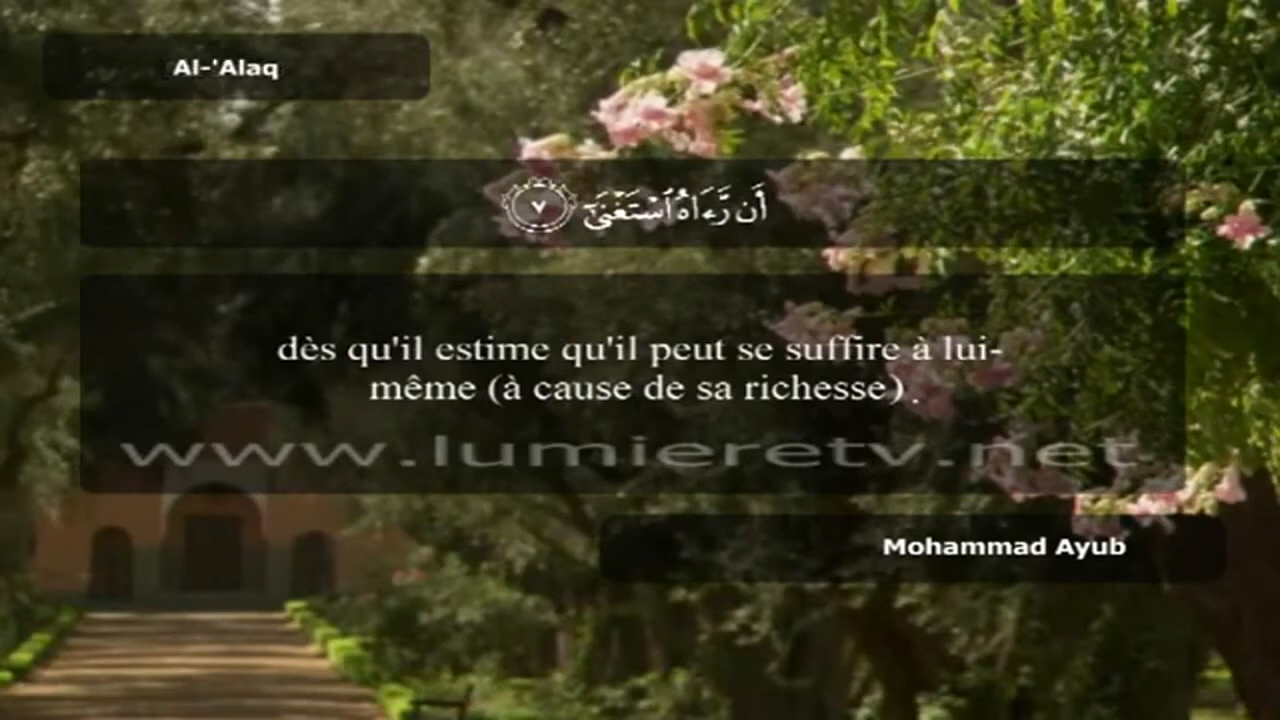 Al-'Alaq
أَن رَّءَاهُ ٱسْتَغْنَىٰٓ ٧
dès qu'il estime qu'il peut se suffire à lui-
même (à cause de sa richesse).
www.lumieretv.net
Mohammad Ayub